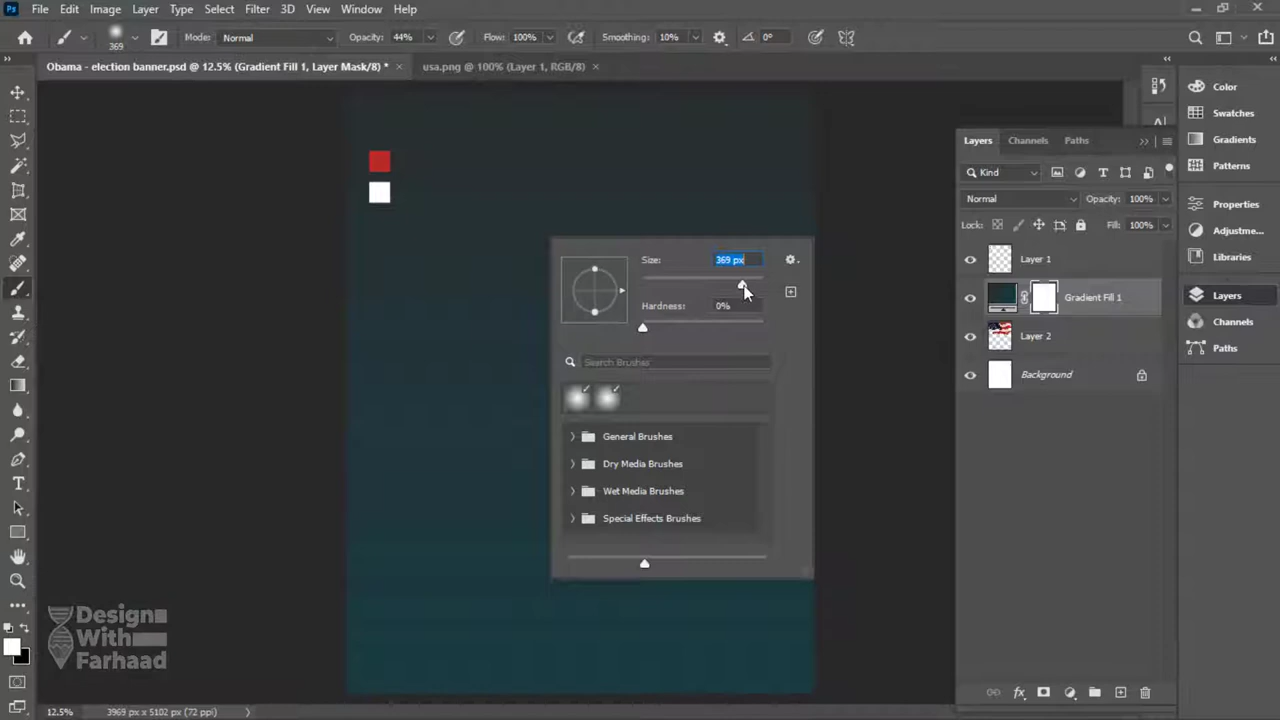 Ps File Edit Image Layer Type Select Filter 3D View Window Help
369 Mode: Normal Opacity: 44% Flow: 100% Smoothing: 10% 0°
Obama - election banner.psd @ 12.5% (Gradient Fill 1, Layer Mask/8) * × usa.png @ 100% (Layer 1, RGB/8) ×
Size: 369 px
Hardness: 0%
Search Brushes
General Brushes
Dry Media Brushes
Wet Media Brushes
Special Effects Brushes
Layers Channels Paths
Kind
Normal Opacity: 100%
Lock: Fill: 100%
Layer 1
Gradient Fill 1
Layer 2
Background
fx
Color
Swatches
Gradients
Patterns
Properties
Adjustme...
Libraries
Layers
Channels
Paths
Design
With
Farhaad
12.5% 3969 px x 5102 px (72 ppi)